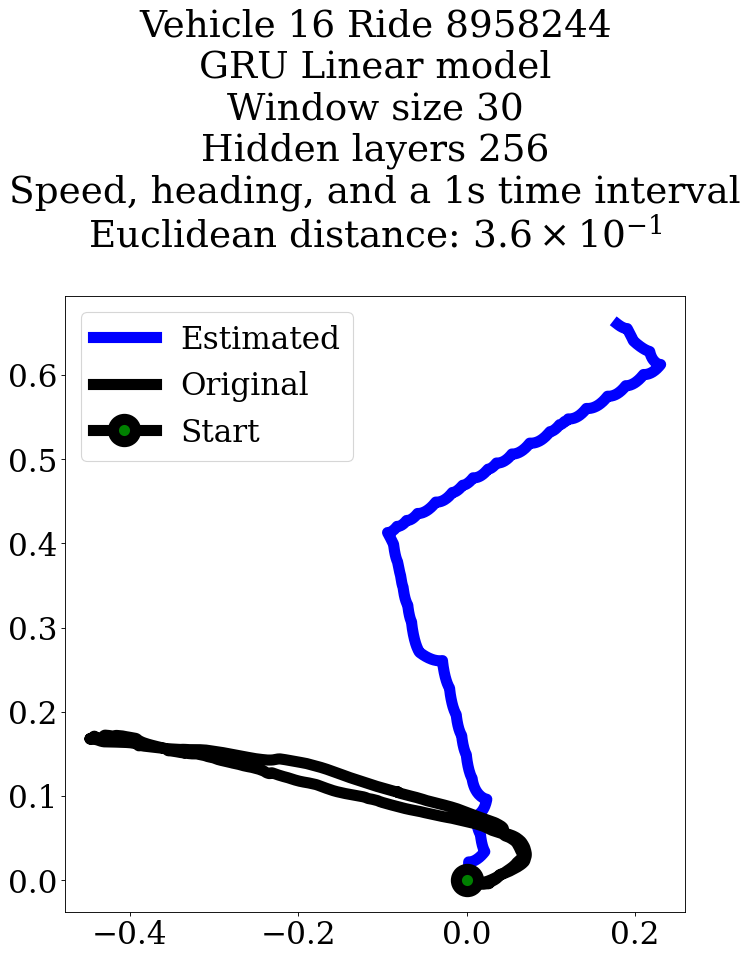 Vehicle 16 Ride 8958244
GRU Linear model
Window size 30
Hidden layers 256
Speed, heading, and a 1s time interval
Euclidean distance: 3.6 × 10⁻¹
Estimated
Original
Start
0.6
0.5
0.4
0.3
0.2
0.1
0.0
−0.4
−0.2
0.0
0.2